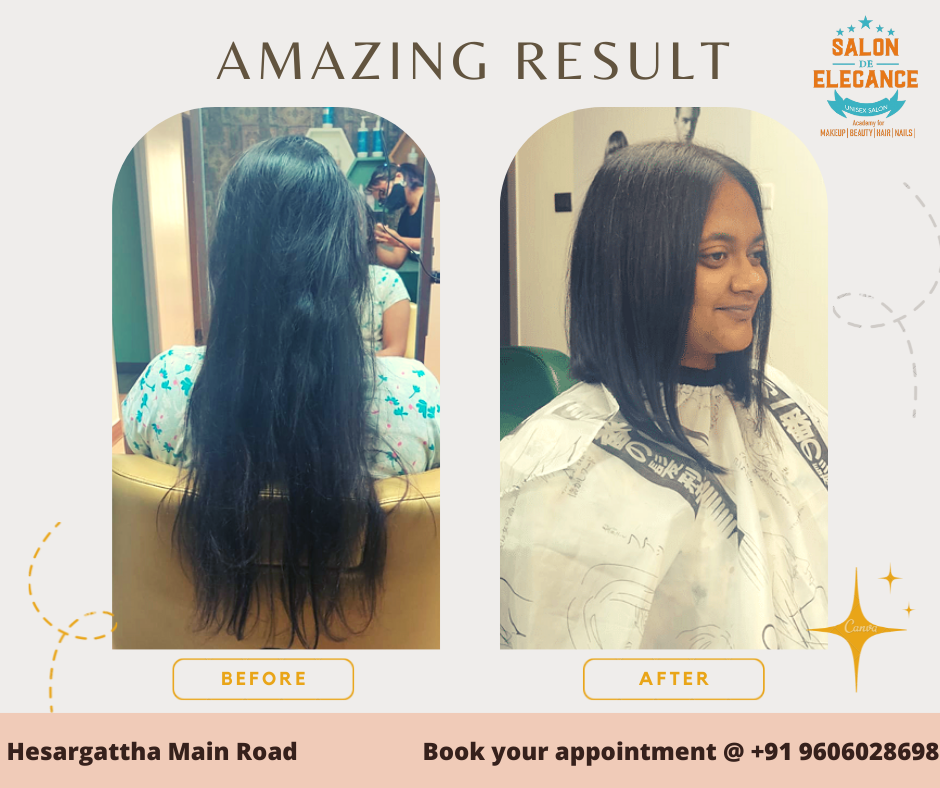 AMAZING RESULT
SALON
DE
ELEGANCE
UNISEX SALON
Academy for
MAKEUP|BEAUTY|HAIR|NAILS|
BEFORE
AFTER
Canva
Hesargattha Main Road
Book your appointment @ +91 9606028698